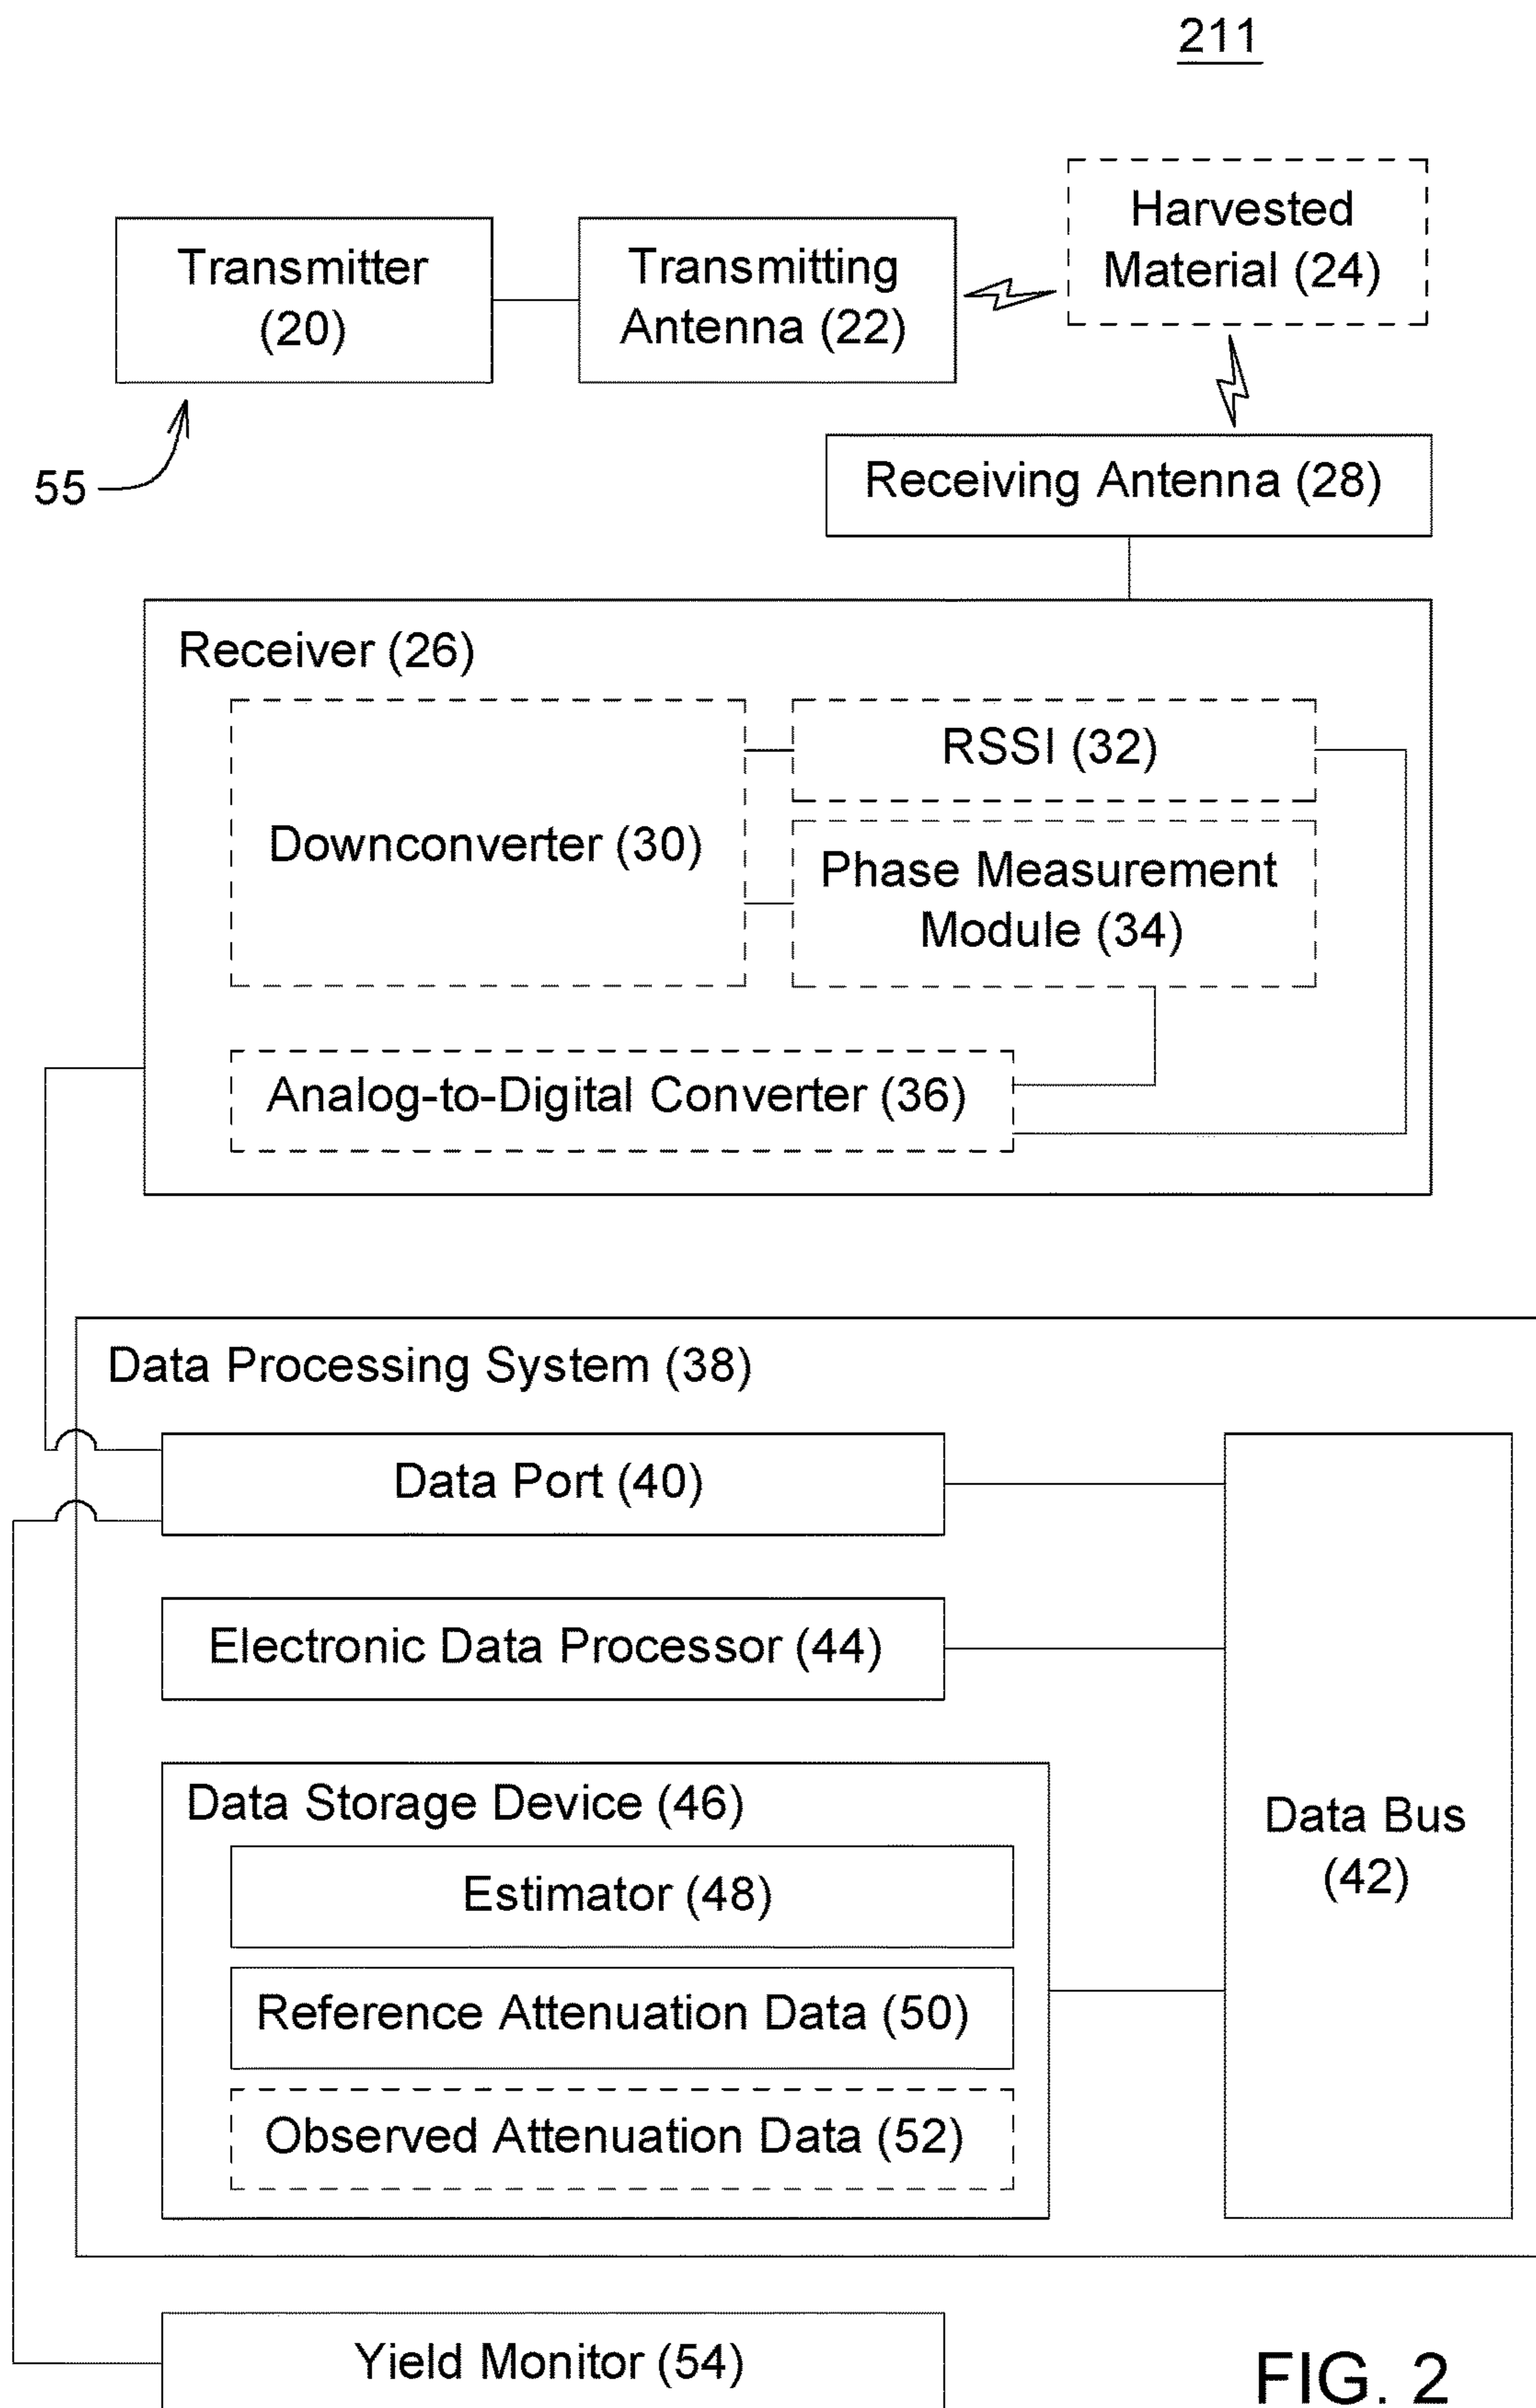 211
Transmitter
(20)
Transmitting
Antenna (22)
Harvested
Material (24)
55
Receiving Antenna (28)
Receiver (26)
Downconverter (30)
RSSI (32)
Phase Measurement
Module (34)
Analog-to-Digital Converter (36)
Data Processing System (38)
Data Port (40)
Electronic Data Processor (44)
Data Storage Device (46)
Estimator (48)
Reference Attenuation Data (50)
Observed Attenuation Data (52)
Data Bus
(42)
Yield Monitor (54)
FIG. 2